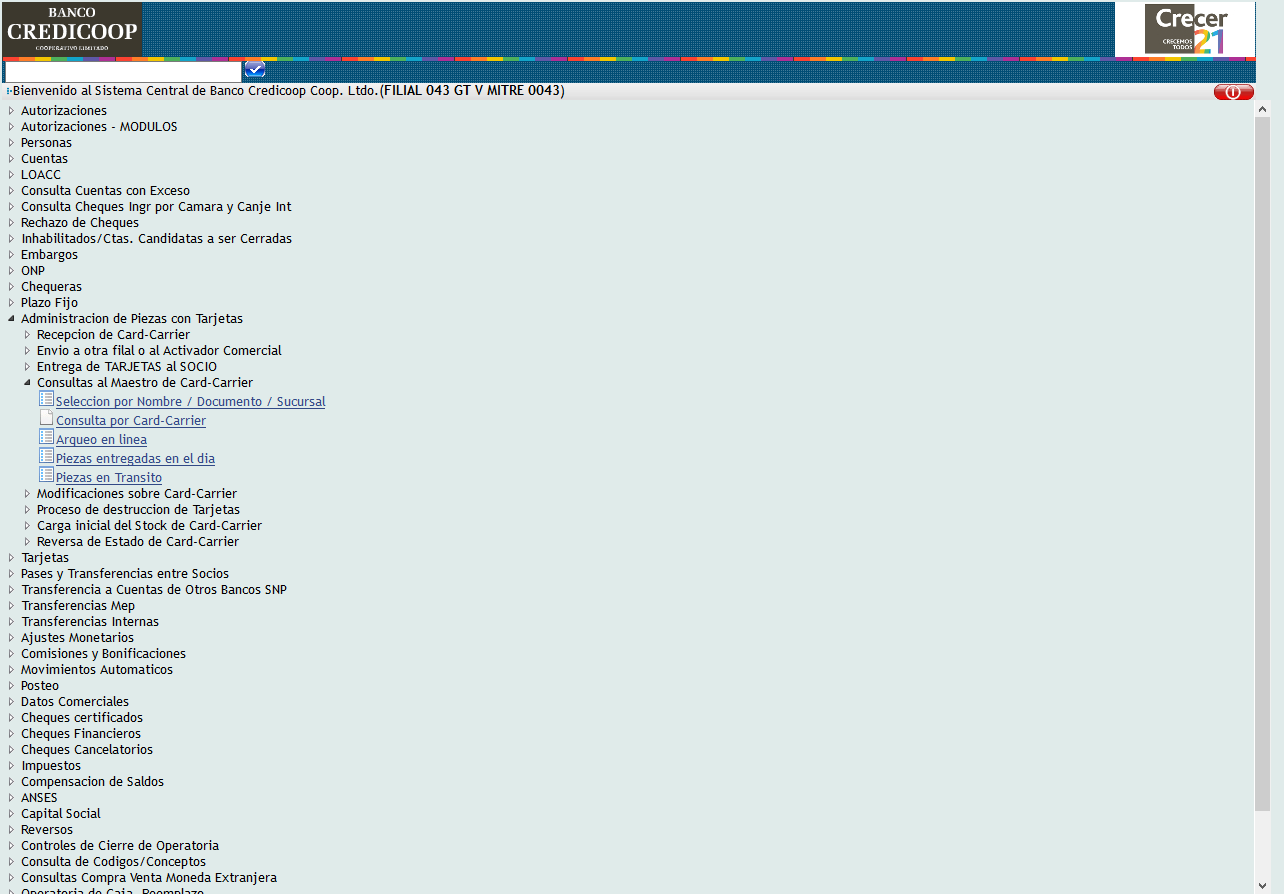 BANCO
CREDICOOP
COOPERATIVO LIMITADO
Crecer
CRECEMOS
TODOS
21
Bienvenido al Sistema Central de Banco Credicoop Coop. Ltdo.(FILIAL 043 GT V MITRE 0043)
Autorizaciones
Autorizaciones - MODULOS
Personas
Cuentas
LOACC
Consulta Cuentas con Exceso
Consulta Cheques Ingr por Camara y Canje Int
Rechazo de Cheques
Inhabilitados/Ctas. Candidatas a ser Cerradas
Embargos
ONP
Chequeras
Plazo Fijo
Administracion de Piezas con Tarjetas
Recepcion de Card-Carrier
Envio a otra filal o al Activador Comercial
Entrega de TARJETAS al SOCIO
Consultas al Maestro de Card-Carrier
Seleccion por Nombre / Documento / Sucursal
Consulta por Card-Carrier
Arqueo en linea
Piezas entregadas en el dia
Piezas en Transito
Modificaciones sobre Card-Carrier
Proceso de destruccion de Tarjetas
Carga inicial del Stock de Card-Carrier
Reversa de Estado de Card-Carrier
Tarjetas
Pases y Transferencias entre Socios
Transferencia a Cuentas de Otros Bancos SNP
Transferencias Mep
Transferencias Internas
Ajustes Monetarios
Comisiones y Bonificaciones
Movimientos Automaticos
Posteo
Datos Comerciales
Cheques certificados
Cheques Financieros
Cheques Cancelatorios
Impuestos
Compensacion de Saldos
ANSES
Capital Social
Reversos
Controles de Cierre de Operatoria
Consulta de Codigos/Conceptos
Consultas Compra Venta Moneda Extranjera
Operatoria de Caja Reemplazo